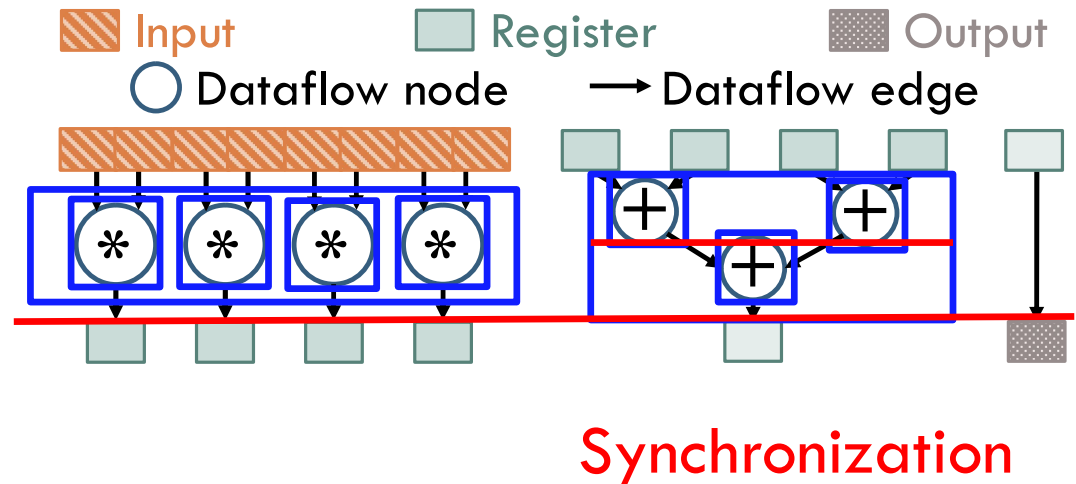 Input Register Output
Dataflow node Dataflow edge
* * * * + +
+
Synchronization